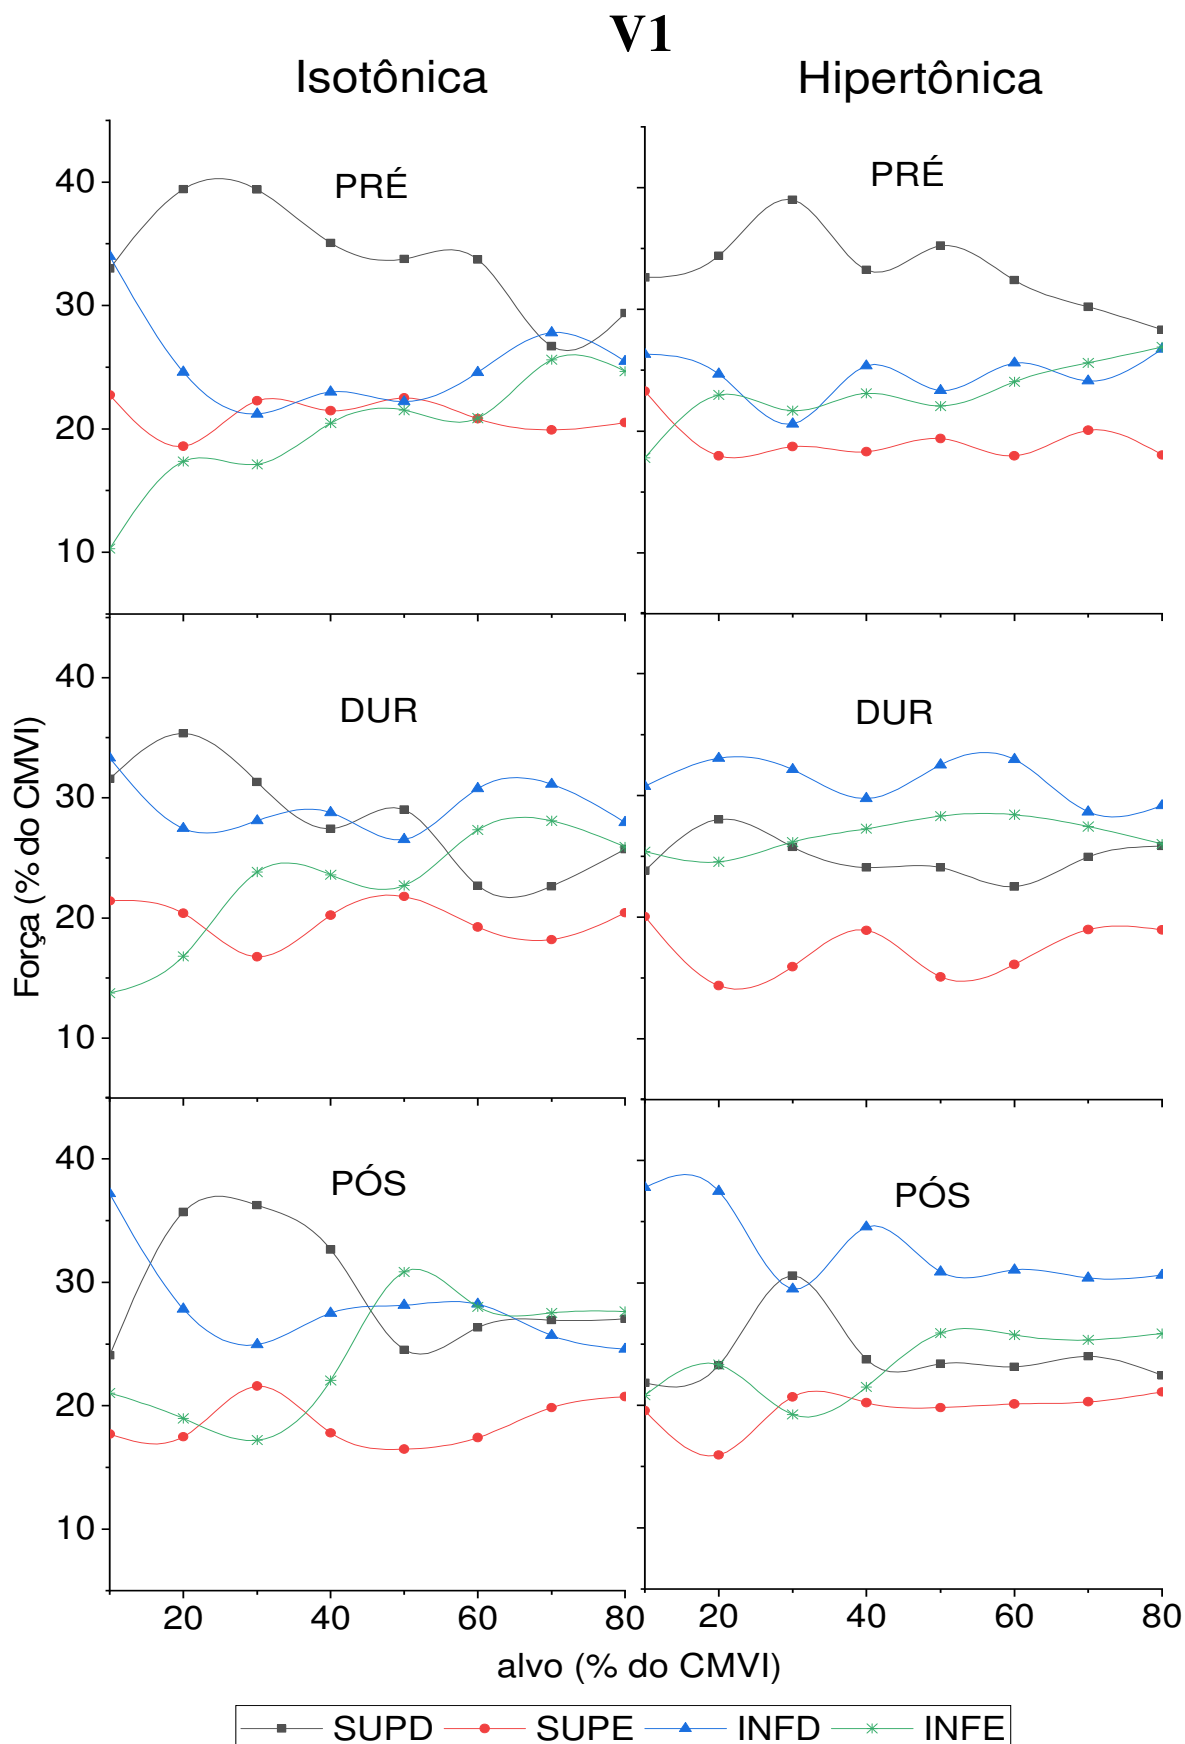 V1
Isotônica
Hipertônica
PRÉ
PRÉ
40
30
20
10
DUR
DUR
40
30
20
10
Força (% do CMVI)
PÓS
PÓS
40
30
20
10
20 40 60 80 20 40 60 80
alvo (% do CMVI)
SUPD SUPE INFD INFE